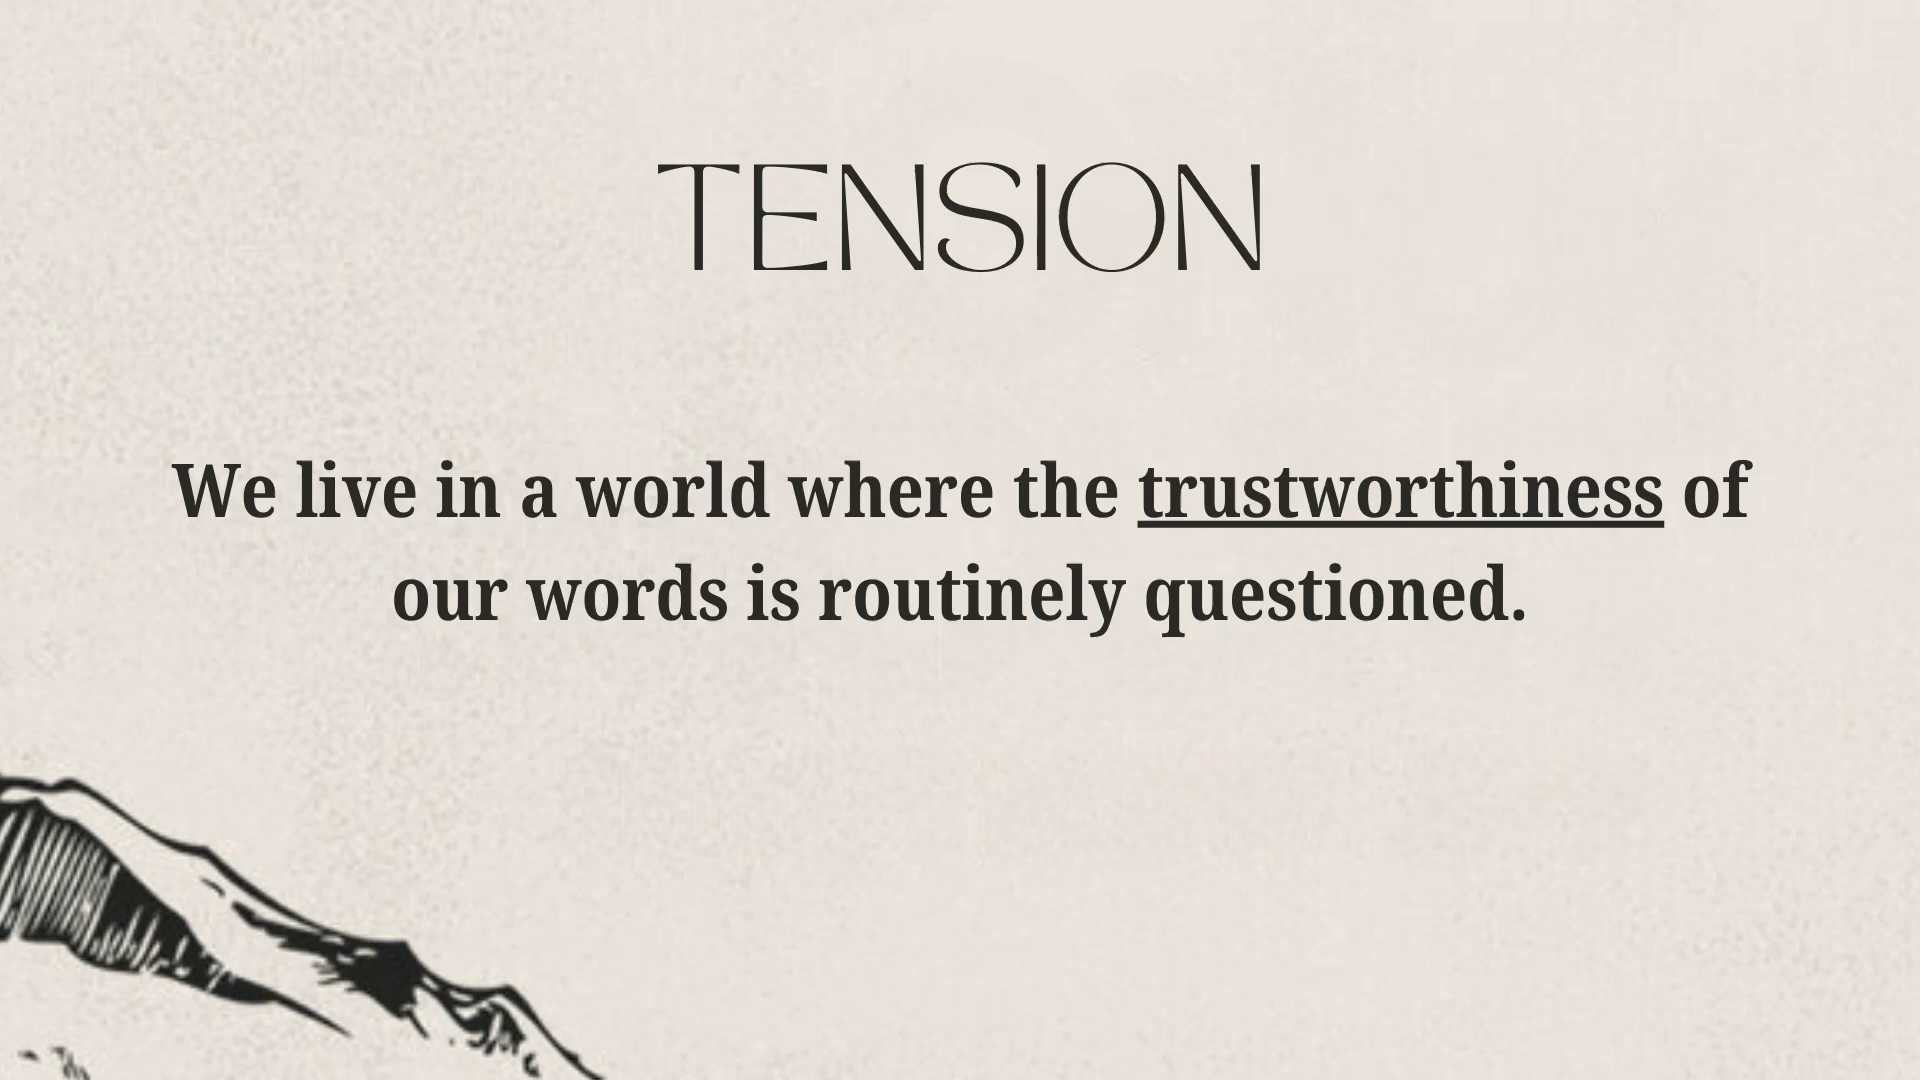 TENSION
We live in a world where the trustworthiness of
our words is routinely questioned.